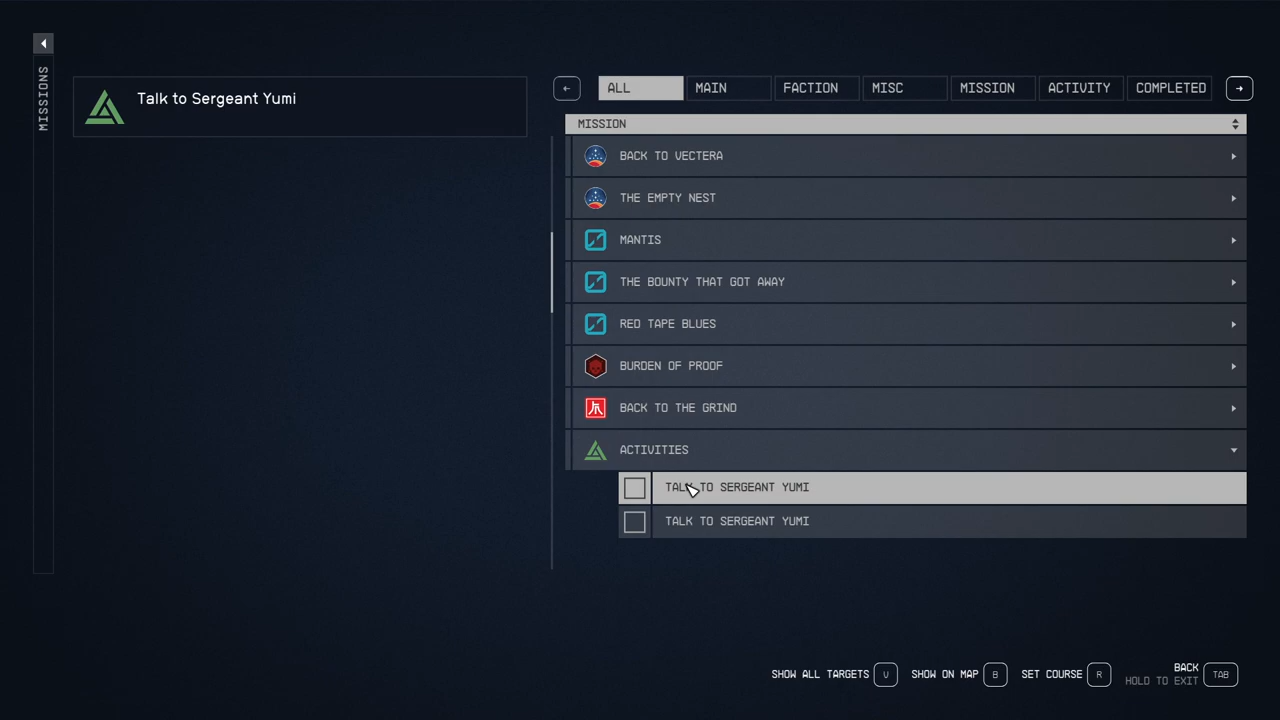 MISSIONS
Talk to Sergeant Yumi
ALL
MAIN
FACTION
MISC
MISSION
ACTIVITY
COMPLETED
MISSION
BACK TO VECTERA
THE EMPTY NEST
MANTIS
THE BOUNTY THAT GOT AWAY
RED TAPE BLUES
BURDEN OF PROOF
BACK TO THE GRIND
ACTIVITIES
TALK TO SERGEANT YUMI
TALK TO SERGEANT YUMI
SHOW ALL TARGETS V
SHOW ON MAP B
SET COURSE R
BACK
HOLD TO EXIT
TAB